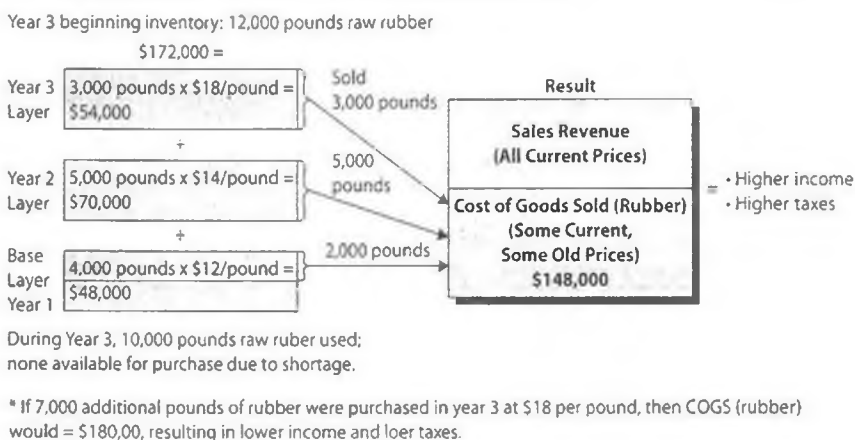 Year 3 beginning inventory: 12,000 pounds raw rubber
$172,000 =
Year 3
Layer
3,000 pounds x $18/pound =
$54,000
Sold
3,000 pounds
+
Year 2
Layer
5,000 pounds x $14/pound =
$70,000
5,000
pounds
+
Base
Layer
Year 1
4,000 pounds x $12/pound =
$48,000
2,000 pounds
Result
Sales Revenue
(All Current Prices)
Cost of Goods Sold (Rubber)
(Some Current,
Some Old Prices)
$148,000
=
• Higher income
• Higher taxes
During Year 3, 10,000 pounds raw ruber used;
none available for purchase due to shortage.
* If 7,000 additional pounds of rubber were purchased in year 3 at $18 per pound, then COGS (rubber)
would = $180,00, resulting in lower income and loer taxes.